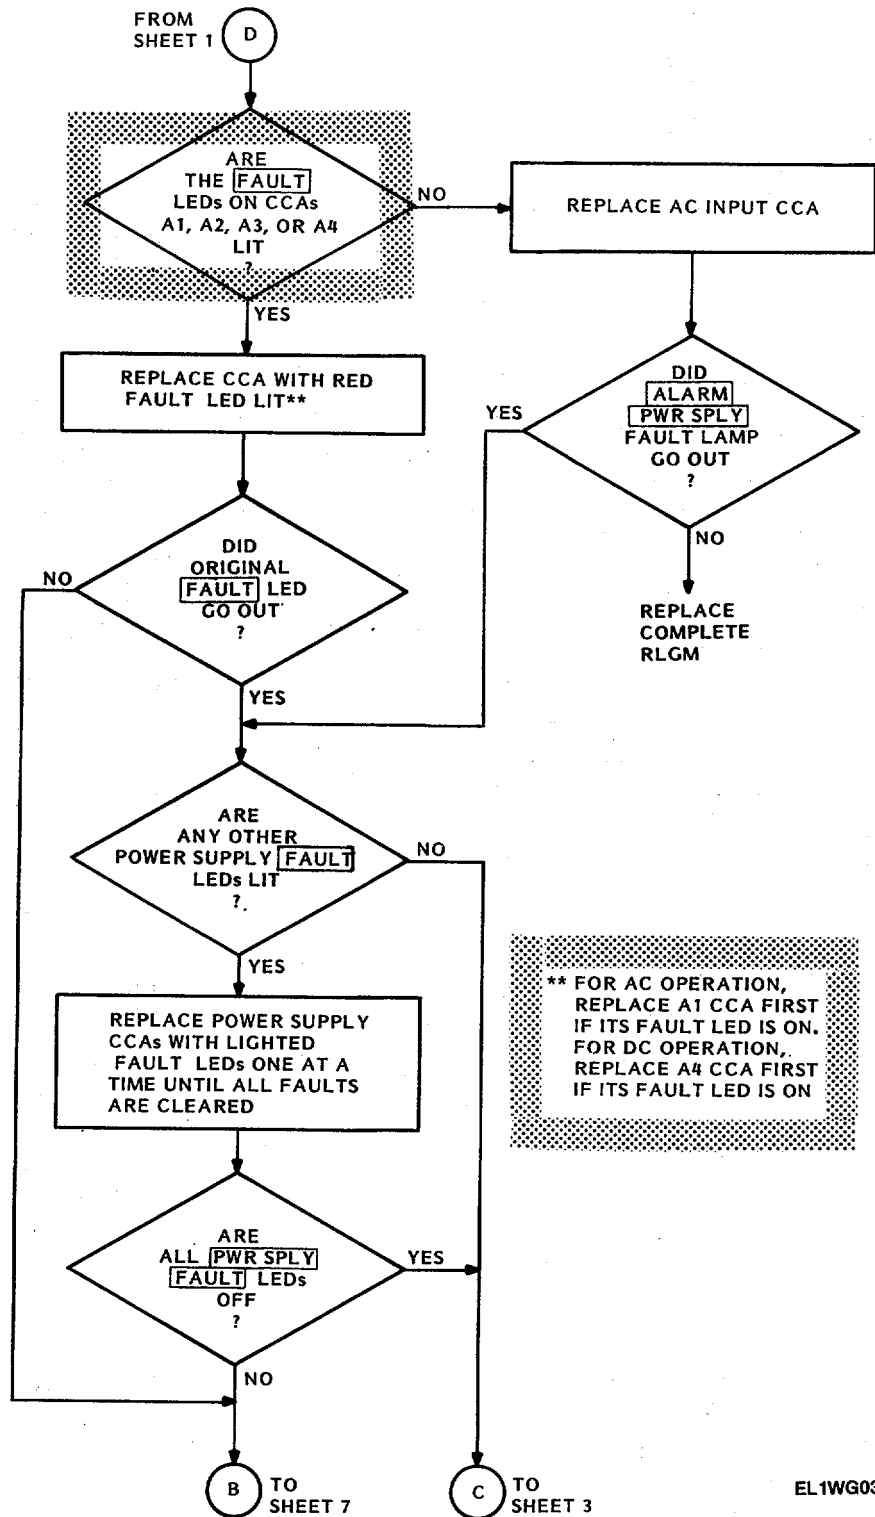 FROM
SHEET 1
D
ARE
THE FAULT
LEDs ON CCAs
A1, A2, A3, OR A4
LIT
?
NO
REPLACE AC INPUT CCA
YES
REPLACE CCA WITH RED
FAULT LED LIT**
DID
ALARM
PWR SPLY
FAULT LAMP
GO OUT
?
YES
NO
REPLACE
COMPLETE
RLGM
DID
ORIGINAL
FAULT LED
GO OUT
?
NO
YES
ARE
ANY OTHER
POWER SUPPLY FAULT
LEDs LIT
?
NO
YES
REPLACE POWER SUPPLY
CCAs WITH LIGHTED
FAULT LEDs ONE AT A
TIME UNTIL ALL FAULTS
ARE CLEARED
** FOR AC OPERATION,
REPLACE A1 CCA FIRST
IF ITS FAULT LED IS ON.
FOR DC OPERATION,
REPLACE A4 CCA FIRST
IF ITS FAULT LED IS ON
ARE
ALL PWR SPLY
FAULT LEDs
OFF
?
YES
NO
B
TO
SHEET 7
C
TO
SHEET 3